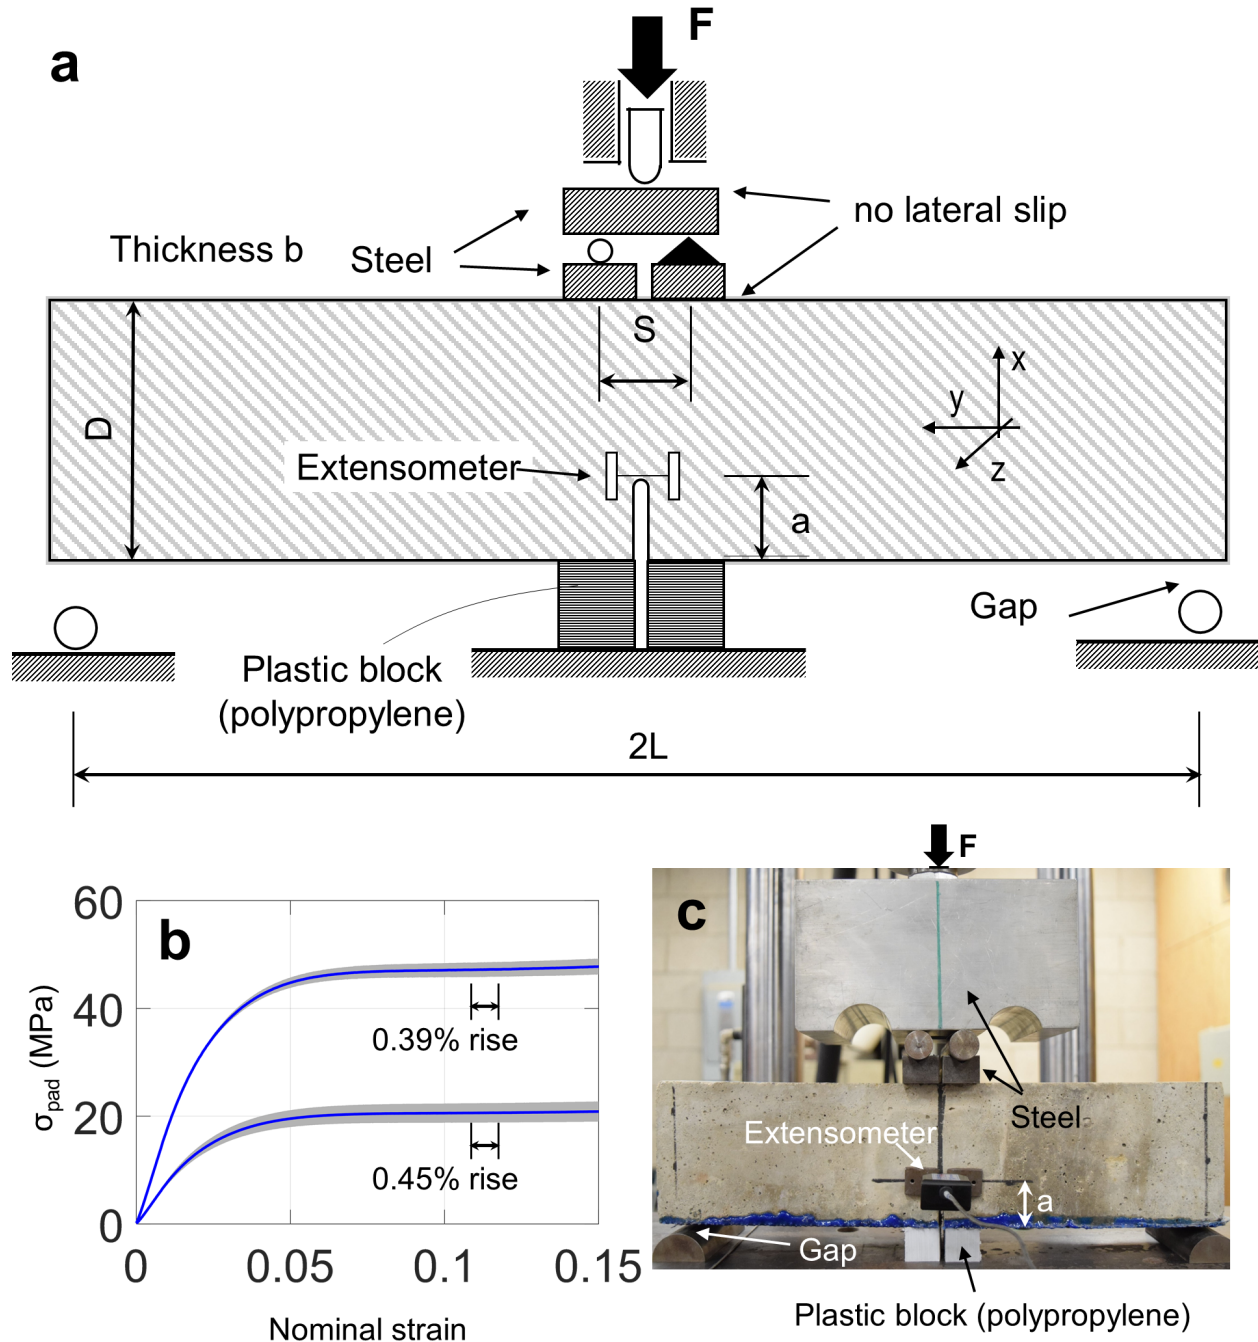 a
F
no lateral slip
Thickness b
Steel
S
D
x
y
z
Extensometer
a
Gap
Plastic block
(polypropylene)
2L
b
60
40
20
0
σpad (MPa)
0.39% rise
0.45% rise
0
0.05
0.1
0.15
Nominal strain
F
c
Steel
Extensometer
a
Gap
Plastic block (polypropylene)